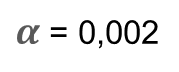 α = 0,002